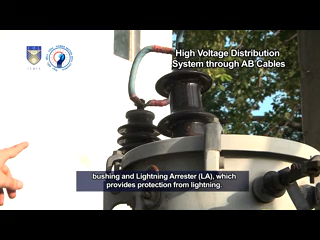 High Voltage Distribution
System through AB Cables
bushing and Lightning Arrester (LA), which
provides protection from lightning.